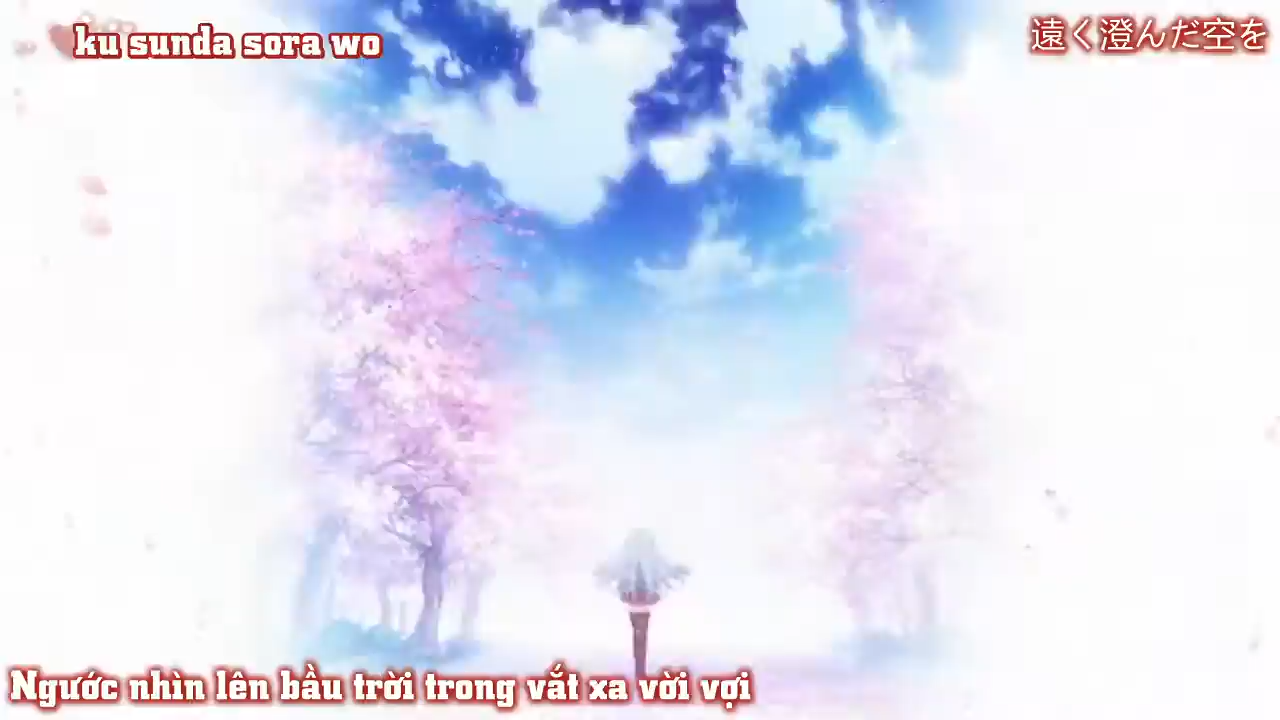 ku sunda sora wo
遠く澄んだ空を
Ngước nhìn lên bầu trời trong vắt xa vời vợi